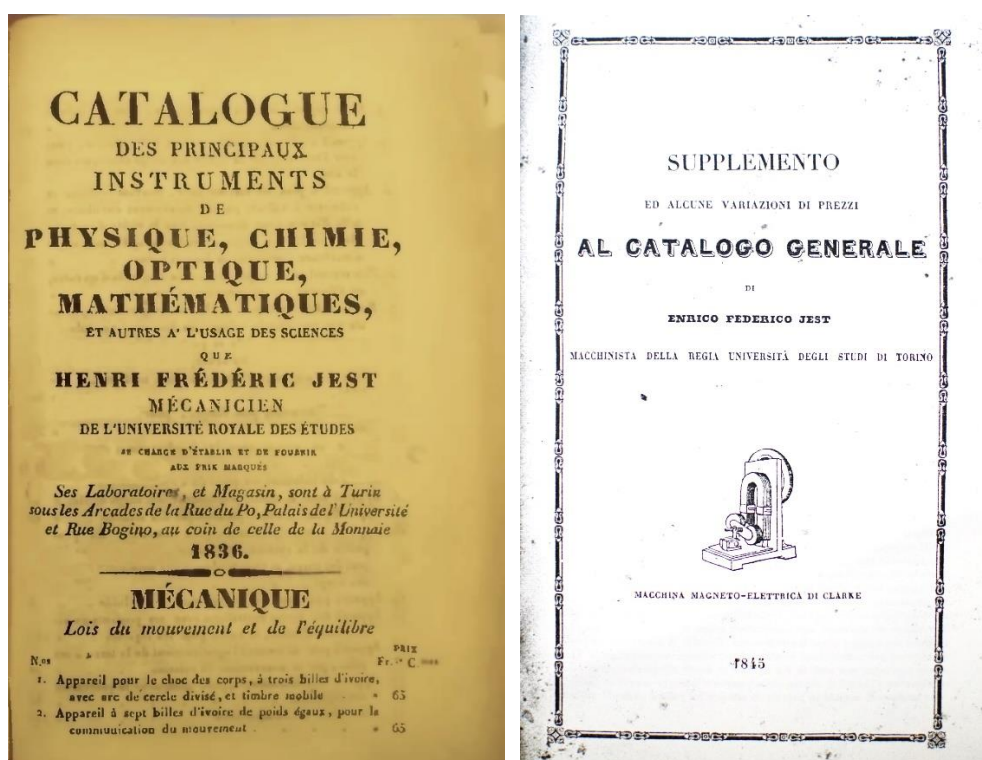 CATALOGUE
DES PRINCIPAUX
INSTRUMENTS
DE
PHYSIQUE, CHIMIE,
OPTIQUE,
MATHÉMATIQUES,
ET AUTRES A' L'USAGE DES SCIENCES
QUE
HENRI FRÉDÉRIC JEST
MÉCANICIEN
DE L'UNIVERSITÉ ROYALE DES ÉTUDES
SE CHARGE D'ÉTABLIR ET DE FOURNIR
AUX PRIX MARQUÉS
Ses Laboratoires, et Magasin, sont à Turin
sous les Arcades de la Rue du Po, Palais de l'Université
et Rue Bogino, au coin de celle de la Monnaie
1836.
MÉCANIQUE
Lois du mouvement et de l'équilibre
PRIX
N.os Fr. C
1. Appareil pour le choc des corps, à trois billes d'ivoire,
avec arc de cercle divisé, et timbre mobile . » 65
2. Appareil à sept billes d'ivoire de poids égaux, pour la
communication du mouvement . » 65
SUPPLEMENTO
ED ALCUNE VARIAZIONI DI PREZZI
AL CATALOGO GENERALE
DI
ENRICO FEDERICO JEST
MACCHINISTA DELLA REGIA UNIVERSITÀ DEGLI STUDI DI TORINO
MACCHINA MAGNETO-ELETTRICA DI CLARKE
1845